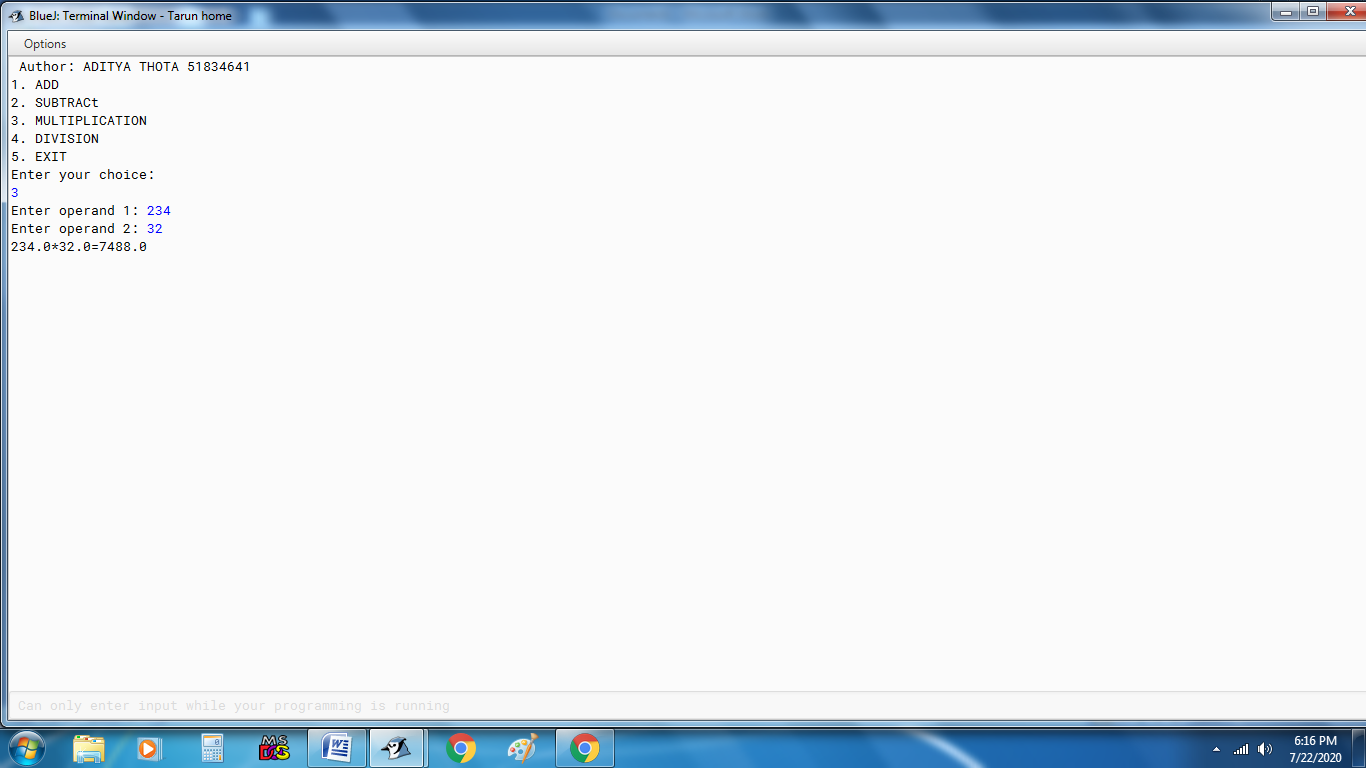 BlueJ: Terminal Window - Tarun home
Options
Author: ADITYA THOTA 51834641
1. ADD
2. SUBTRACt
3. MULTIPLICATION
4. DIVISION
5. EXIT
Enter your choice:
3
Enter operand 1: 234
Enter operand 2: 32
234.0*32.0=7488.0
Can only enter input while your programming is running
MS
DOS
6:16 PM
7/22/2020